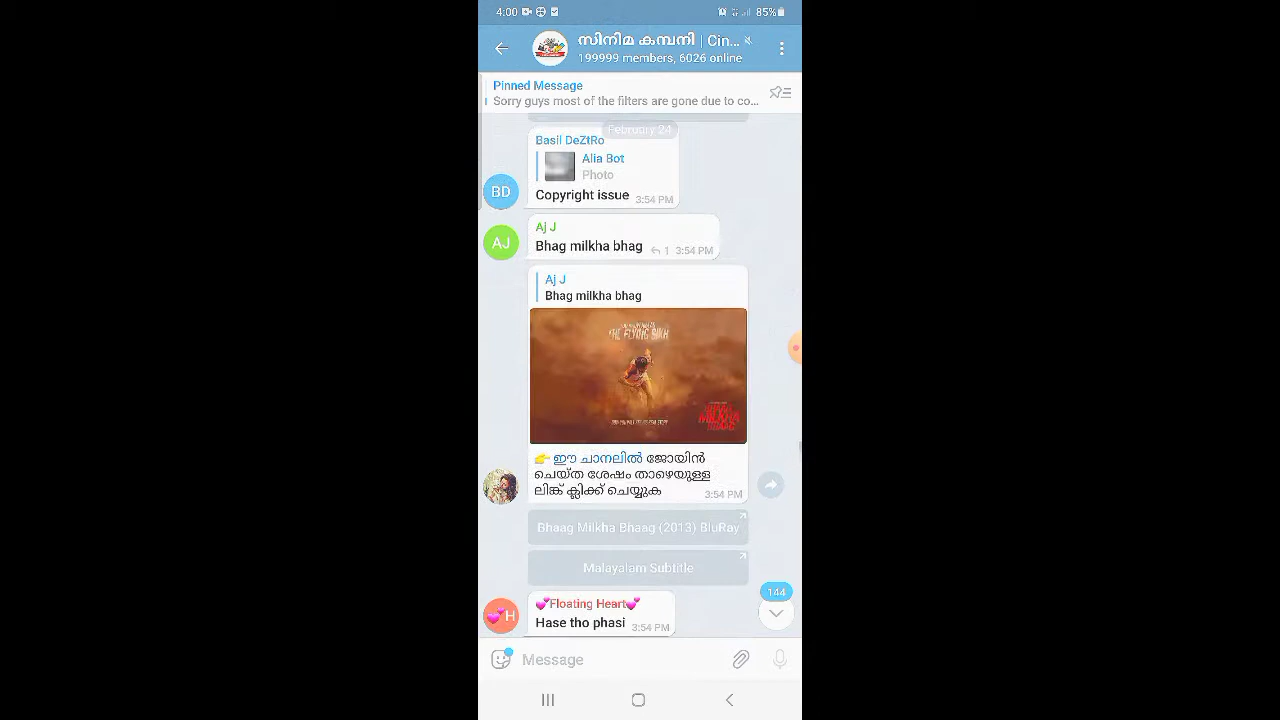 4:00 85%
സിനിമ കമ്പനി | Cin...
199999 members, 6026 online
Pinned Message
Sorry guys most of the filters are gone due to co...
February 24
Basil DeZtRo
Alia Bot
Photo
BD
Copyright issue 3:54 PM
Aj J
AJ
Bhag milkha bhag 1 3:54 PM
Aj J
Bhag milkha bhag
THE FLYING SIKH
BHAAG MILKHA BHAAG
👉 ഈ ചാനലിൽ ജോയിൻ
ചെയ്ത ശേഷം താഴെയുള്ള
ലിങ്ക് ക്ലിക്ക് ചെയ്യുക 3:54 PM
Bhaag Milkha Bhaag (2013) BluRay
Malayalam Subtitle
144
💕Floating Heart💕
💕H
Hase tho phasi 3:54 PM
Message